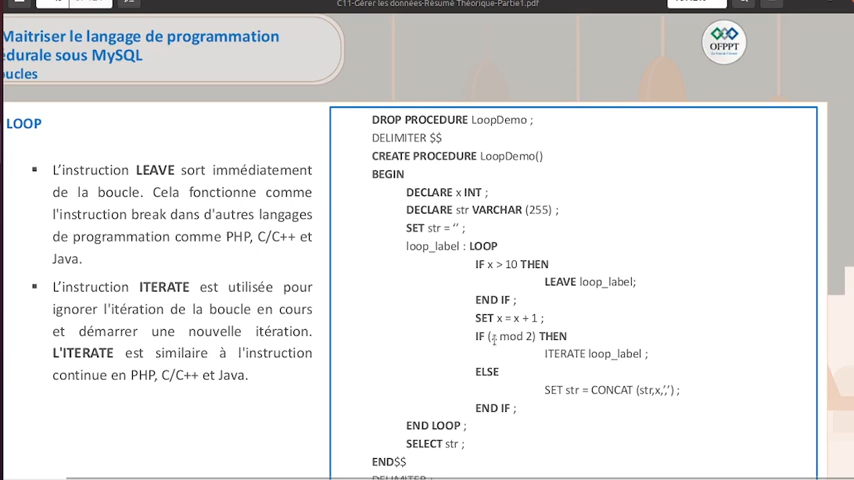 C11-Gérer les données-Résumé Théorique-Partie1.pdf
Maitriser le langage de programmation
édurale sous MySQL
oucles
OFPPT
LOOP
▪ L'instruction LEAVE sort immédiatement
de la boucle. Cela fonctionne comme
l'instruction break dans d'autres langages
de programmation comme PHP, C/C++ et
Java.
▪ L'instruction ITERATE est utilisée pour
ignorer l'itération de la boucle en cours
et démarrer une nouvelle itération.
L'ITERATE est similaire à l'instruction
continue en PHP, C/C++ et Java.
DROP PROCEDURE LoopDemo ;
DELIMITER $$
CREATE PROCEDURE LoopDemo()
BEGIN
DECLARE x INT ;
DECLARE str VARCHAR (255) ;
SET str = '' ;
loop_label : LOOP
IF x > 10 THEN
LEAVE loop_label;
END IF ;
SET x = x + 1 ;
IF ( mod 2) THEN
ITERATE loop_label ;
ELSE
SET str = CONCAT (str,x,',') ;
END IF ;
END LOOP ;
SELECT str ;
END$$
DELIMITER ;